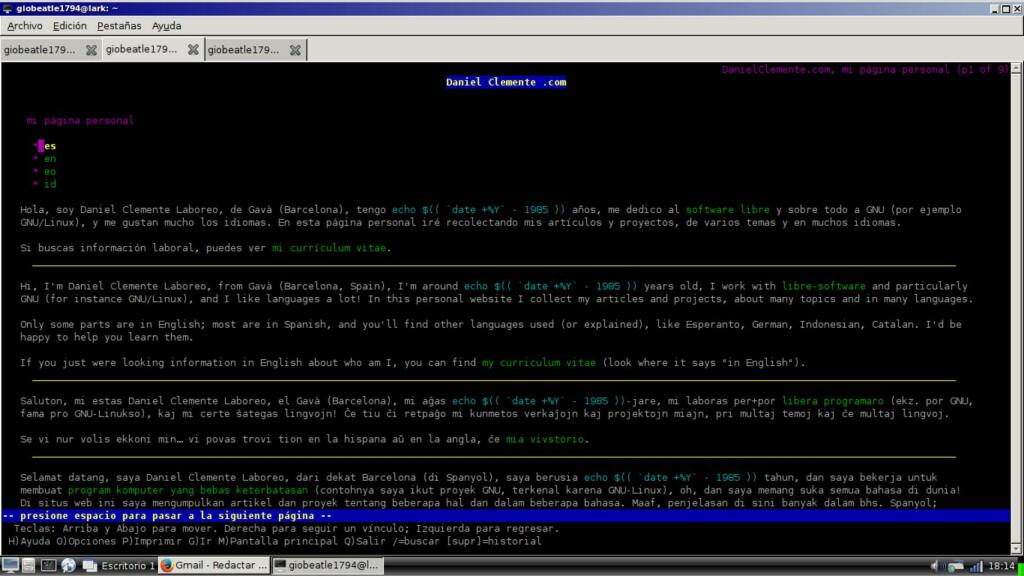 giobeatle1794@lark: ~
Archivo Edición Pestañas Ayuda
giobeatle179... giobeatle179... giobeatle179...
DanielClemente.com, mi página personal (p1 of 9)
Daniel Clemente .com
mi página personal
* es
* en
* eo
* id
Hola, soy Daniel Clemente Laboreo, de Gavà (Barcelona), tengo echo $(( `date +%Y` - 1985 )) años, me dedico al software libre y sobre todo a GNU (por ejemplo
GNU/Linux), y me gustan mucho los idiomas. En esta página personal iré recolectando mis artículos y proyectos, de varios temas y en muchos idiomas.
Si buscas información laboral, puedes ver mi currículum vitae.
Hi, I'm Daniel Clemente Laboreo, from Gavà (Barcelona, Spain), I'm around echo $(( `date +%Y` - 1985 )) years old, I work with libre-software and particularly
GNU (for instance GNU/Linux), and I like languages a lot! In this personal website I collect my articles and projects, about many topics and in many languages.
Only some parts are in English; most are in Spanish, and you'll find other languages used (or explained), like Esperanto, German, Indonesian, Catalan. I'd be
happy to help you learn them.
If you just were looking information in English about who am I, you can find my curriculum vitae (look where it says "in English").
Saluton, mi estas Daniel Clemente Laboreo, el Gavà (Barcelona), mi aĝas echo $(( `date +%Y` - 1985 ))-jare, mi laboras per+por libera programaro (ekz. por GNU,
fama pro GNU-Linukso), kaj mi certe ŝategas lingvojn! Ĉe tiu ĉi retpaĝo mi kunmetos verkaĵojn kaj projektojn miajn, pri multaj temoj kaj ĉe multaj lingvoj.
Se vi nur volis ekkoni min… vi povas trovi tion en la hispana aŭ en la angla, ĉe mia vivstorio.
Selamat datang, saya Daniel Clemente Laboreo, dari dekat Barcelona (di Spanyol), saya berusia echo $(( `date +%Y` - 1985 )) tahun, dan saya bekerja untuk
membuat program komputer yang bebas keterbatasan (contohnya saya ikut proyek GNU, terkenal karena GNU-Linux), oh, dan saya memang suka semua bahasa di dunia!
Di situs web ini saya mengumpulkan artikel dan proyek tentang beberapa hal dan dalam beberapa bahasa. Maaf, penjelasan di sini banyak dalam bhs. Spanyol;
-- presione espacio para pasar a la siguiente página --
Teclas: Arriba y Abajo para mover. Derecha para seguir un vínculo; Izquierda para regresar.
H)Ayuda O)Opciones P)Imprimir G)Ir M)Pantalla principal Q)Salir /=buscar [supr]=historial
Escritorio 1 Gmail - Redactar ... giobeatle1794@l... 18:14